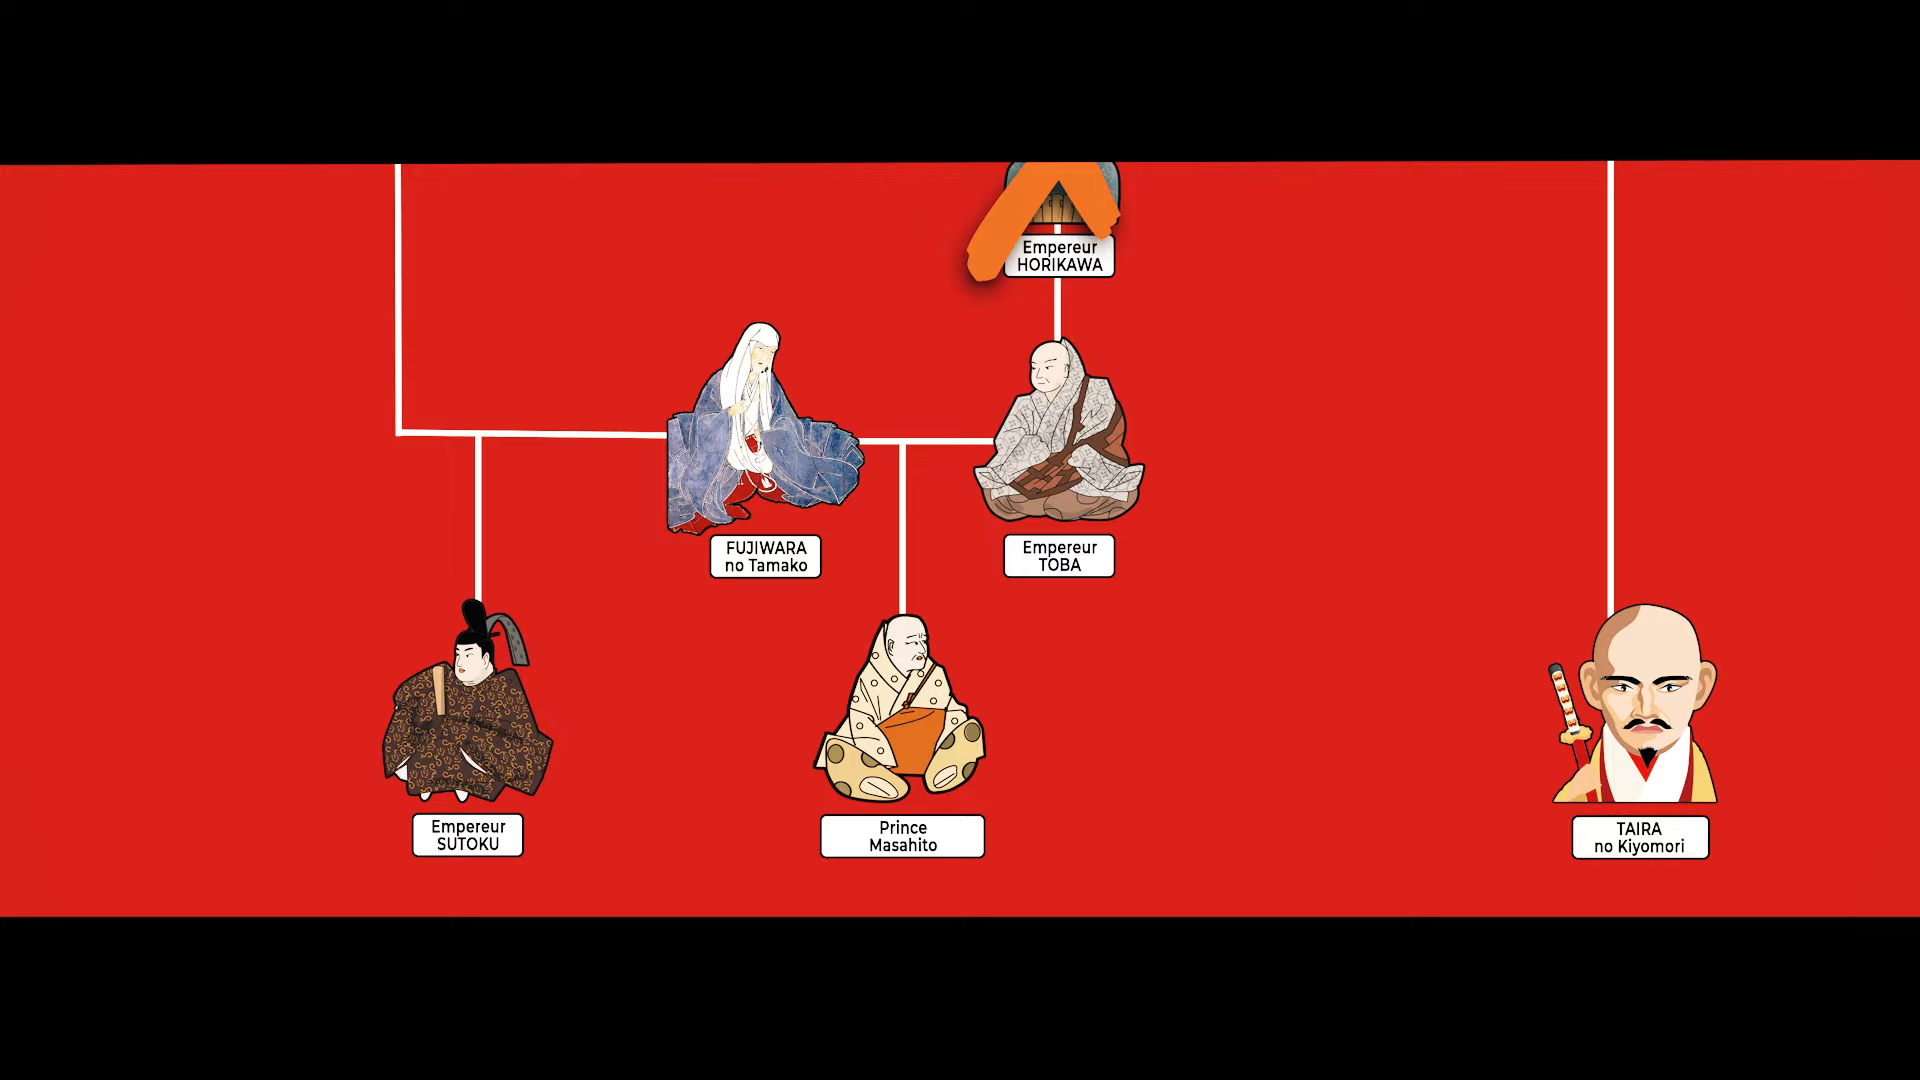 Empereur
HORIKAWA
FUJIWARA
no Tamako
Empereur
TOBA
Empereur
SUTOKU
Prince
Masahito
TAIRA
no Kiyomori